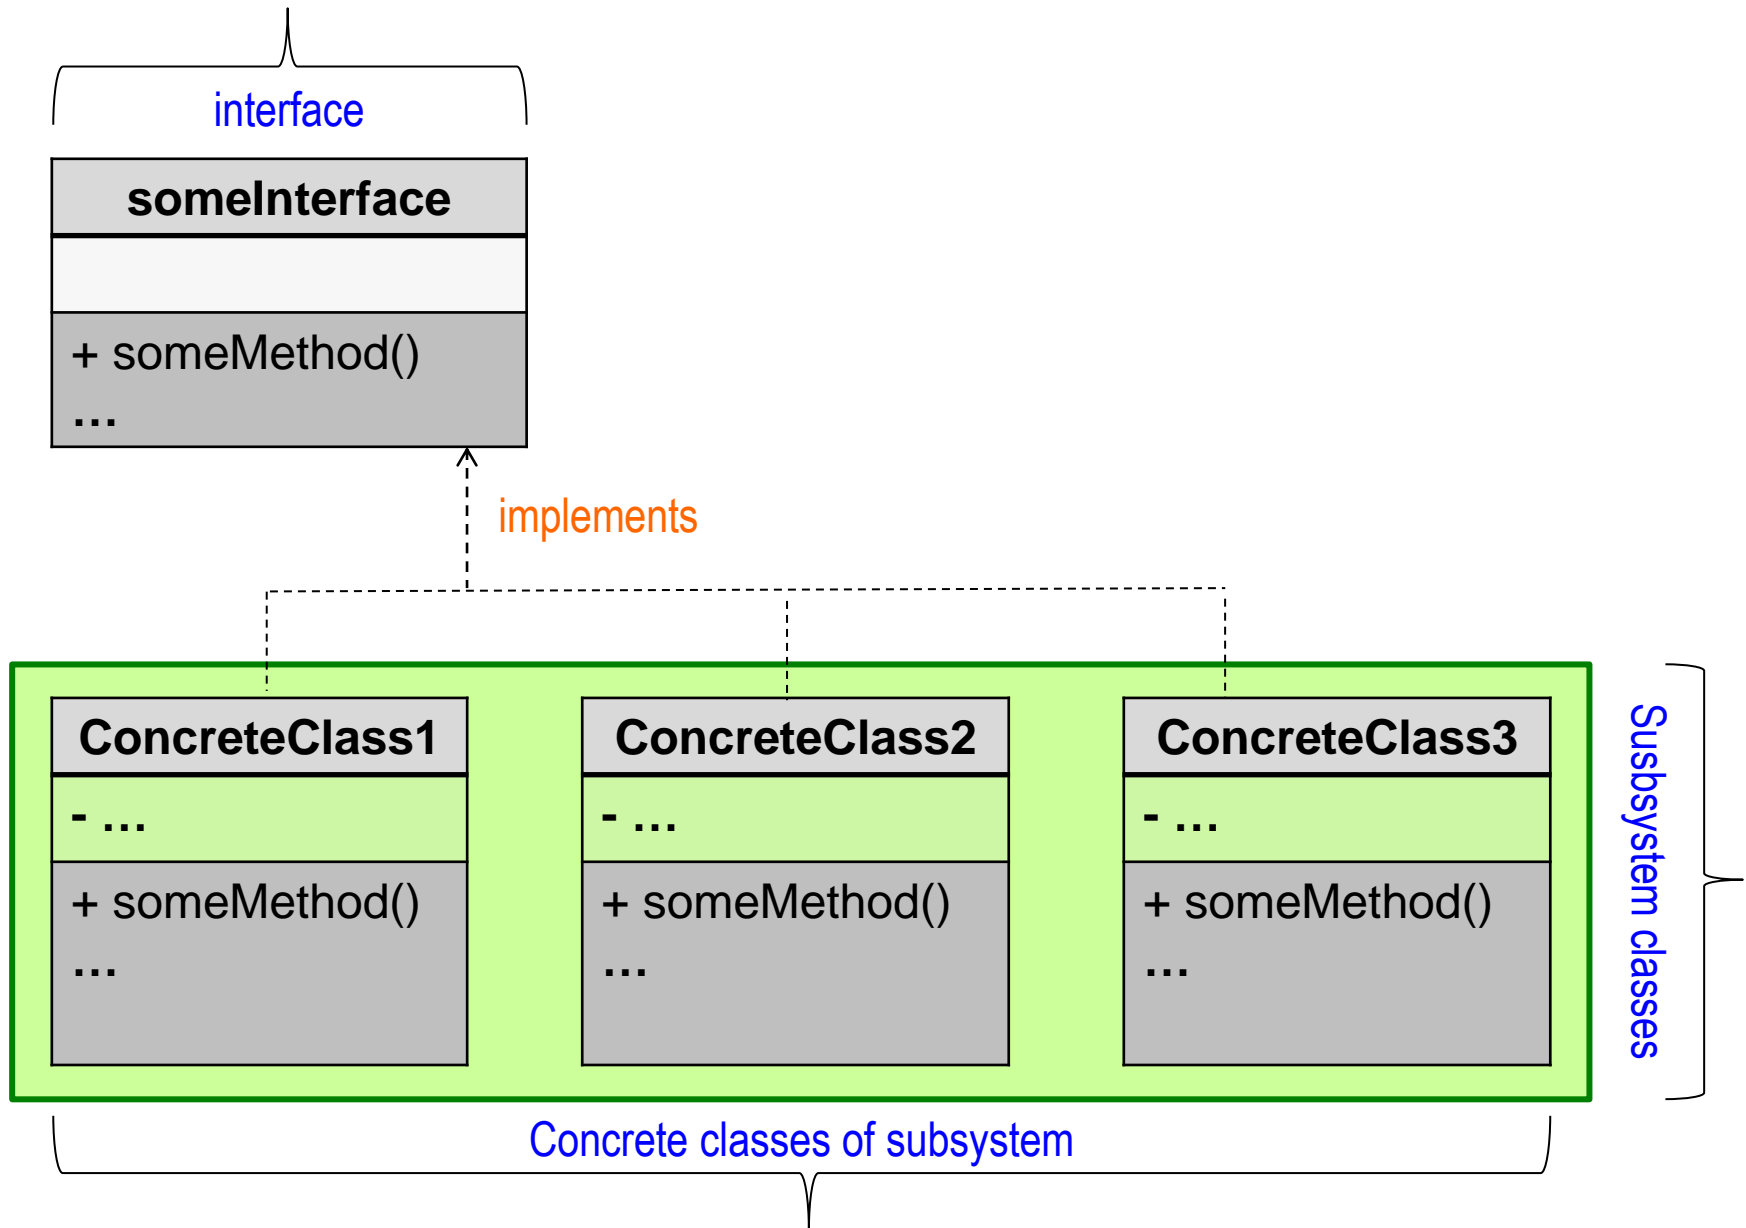 interface
someInterface
+ someMethod()
…
implements
ConcreteClass1
- …
+ someMethod()
…
ConcreteClass2
- …
+ someMethod()
…
ConcreteClass3
- …
+ someMethod()
…
Susbsystem classes
Concrete classes of subsystem